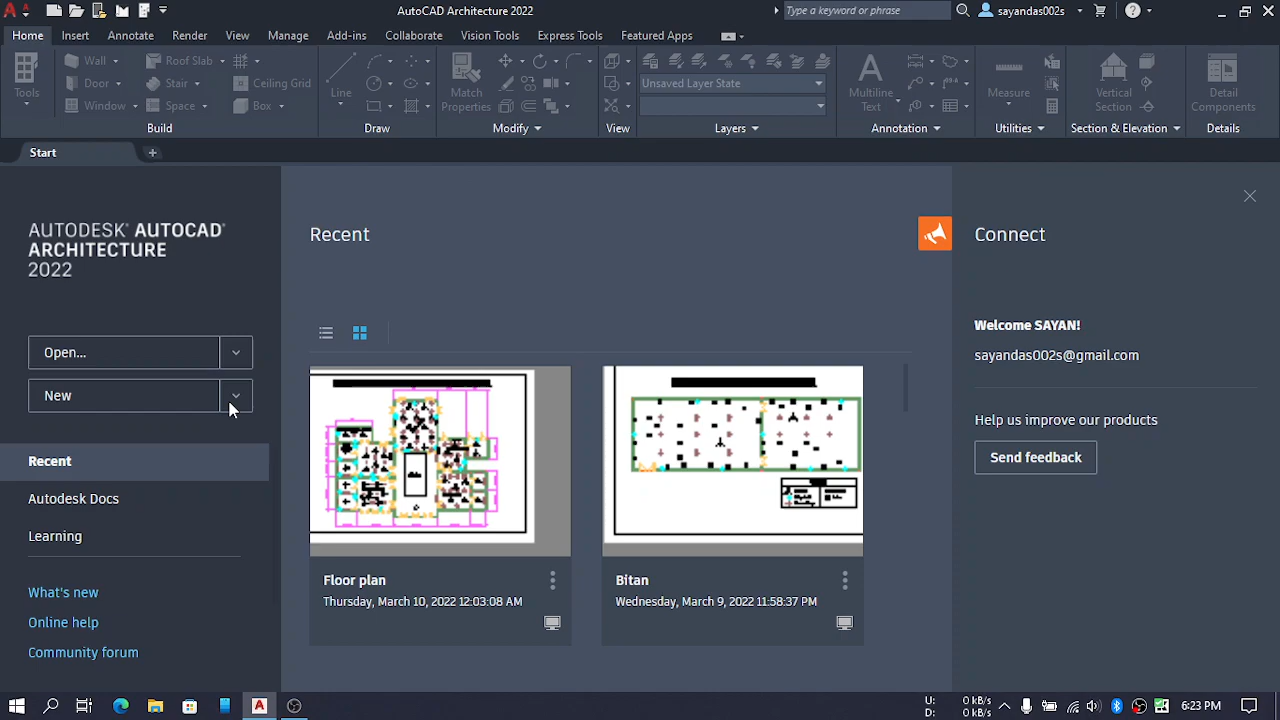 AutoCAD Architecture 2022
Type a keyword or phrase
sayandas002s
Home Insert Annotate Render View Manage Add-ins Collaborate Vision Tools Express Tools Featured Apps
Tools
Wall
Door
Window
Roof Slab
Stair
Space
Ceiling Grid
Box
Line
Match
Properties
Unsaved Layer State
Multiline
Text
Measure
Vertical
Section
Detail
Components
Build Draw Modify View Layers Annotation Utilities Section & Elevation Details
Start
AUTODESK® AUTOCAD
ARCHITECTURE
2022
Open...
New
Recent
Autodesk Docs
Learning
What's new
Online help
Community forum
Recent
Floor plan
Thursday, March 10, 2022 12:03:08 AM
Bitan
Wednesday, March 9, 2022 11:58:37 PM
Connect
Welcome SAYAN!
sayandas002s@gmail.com
Help us improve our products
Send feedback
U: 0 kB/s
D: 0 kB/s
6:23 PM